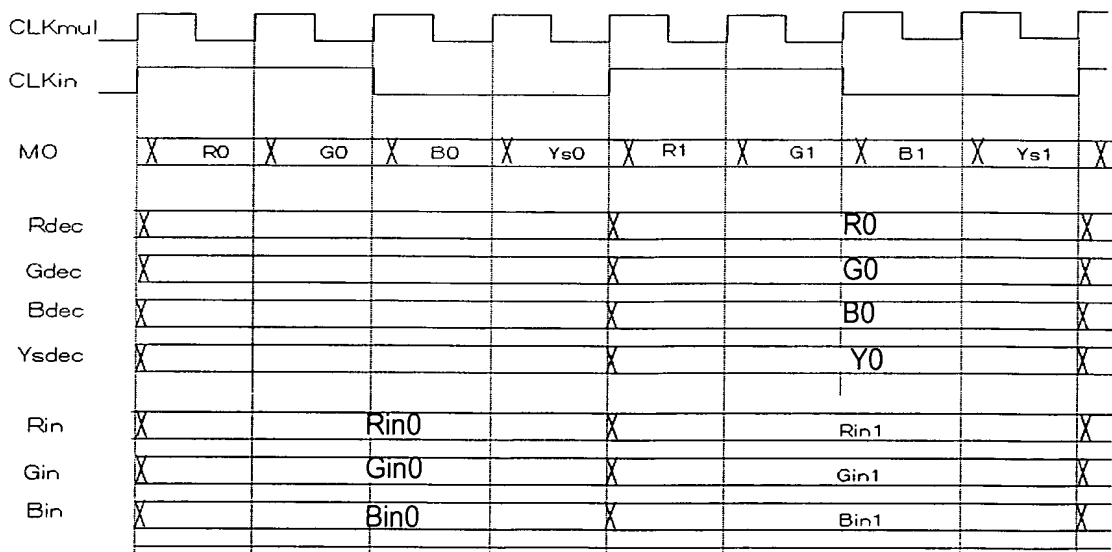 CLKmul
CLKin
MO R0 G0 B0 Ys0 R1 G1 B1 Ys1
Rdec R0
Gdec G0
Bdec B0
Ysdec Y0
Rin Rin0 Rin1
Gin Gin0 Gin1
Bin Bin0 Bin1